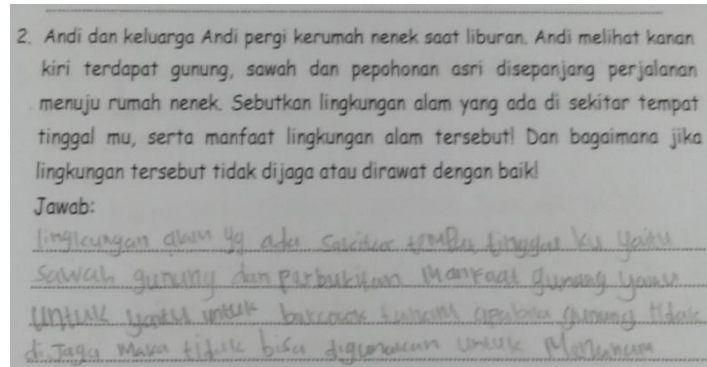 2. Andi dan keluarga Andi pergi kerumah nenek saat liburan. Andi melihat kanan
kiri terdapat gunung, sawah dan pepohonan asri disepanjang perjalanan
menuju rumah nenek. Sebutkan lingkungan alam yang ada di sekitar tempat
tinggal mu, serta manfaat lingkungan alam tersebut! Dan bagaimana jika
lingkungan tersebut tidak dijaga atau dirawat dengan baik!
Jawab:
lingkungan alam yg ada tinggal ku yaitu
sawah gunung dan perbukitan Manfaat gunung yaitu
Untuk yaitu untuk bercocok tanam apabila gunung tidak
di Jaga Maka tidak bisa digunakan untuk